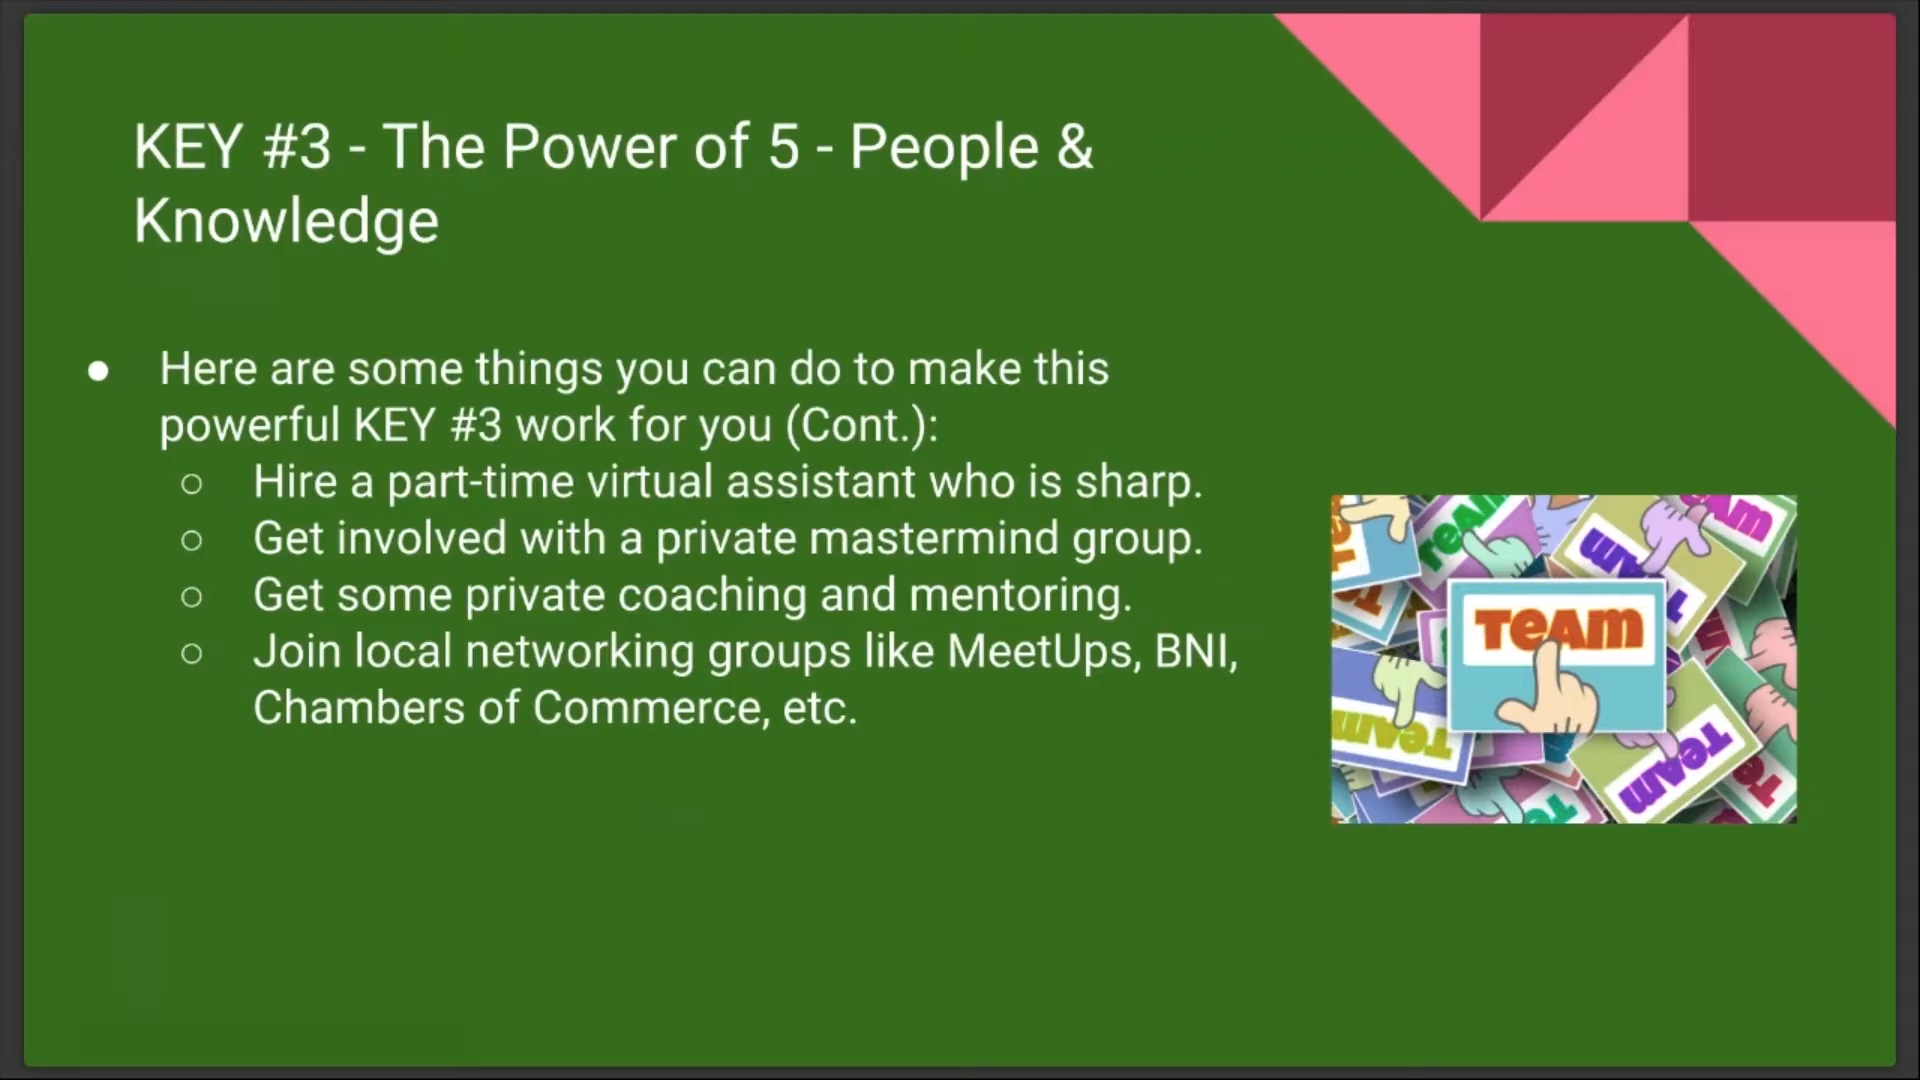 KEY #3 - The Power of 5 - People &
Knowledge
● Here are some things you can do to make this
powerful KEY #3 work for you (Cont.):
○ Hire a part-time virtual assistant who is sharp.
○ Get involved with a private mastermind group.
○ Get some private coaching and mentoring.
○ Join local networking groups like MeetUps, BNI,
Chambers of Commerce, etc.
TeAm
TeAm
TeAm